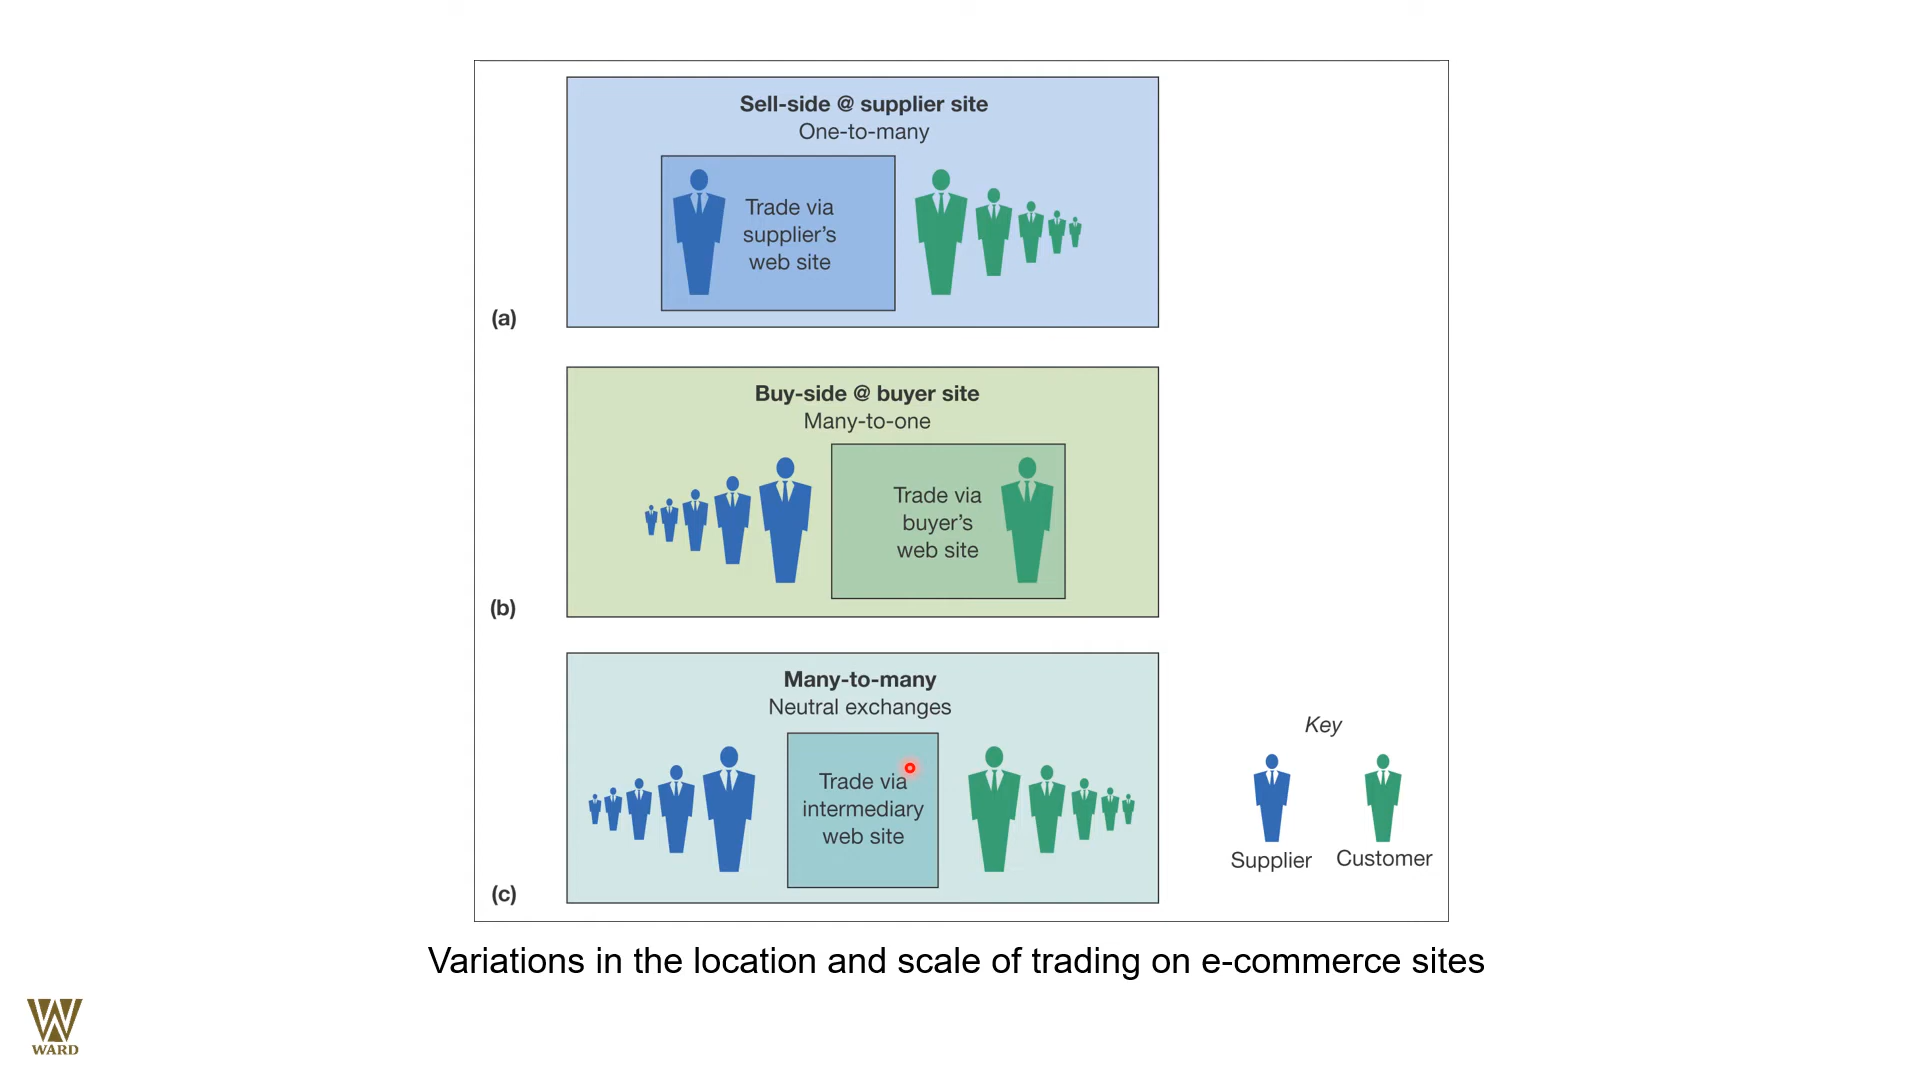 Sell-side @ supplier site
One-to-many
Trade via
supplier's
web site
(a)
Buy-side @ buyer site
Many-to-one
Trade via
buyer's
web site
(b)
Many-to-many
Neutral exchanges
Trade via
intermediary
web site
(c)
Key
Supplier
Customer
Variations in the location and scale of trading on e-commerce sites
WARD